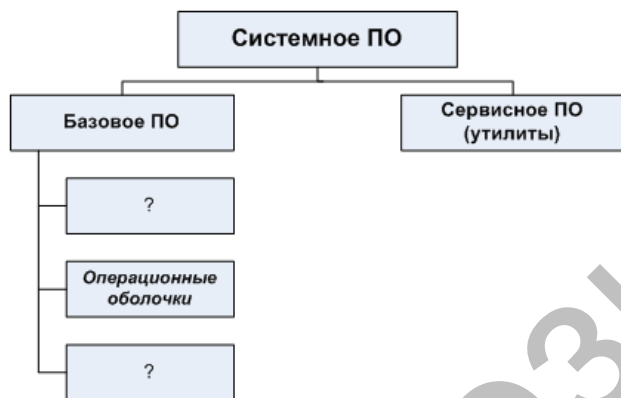 Системное ПО
Базовое ПО
Сервисное ПО
(утилиты)
?
Операционные
оболочки
?